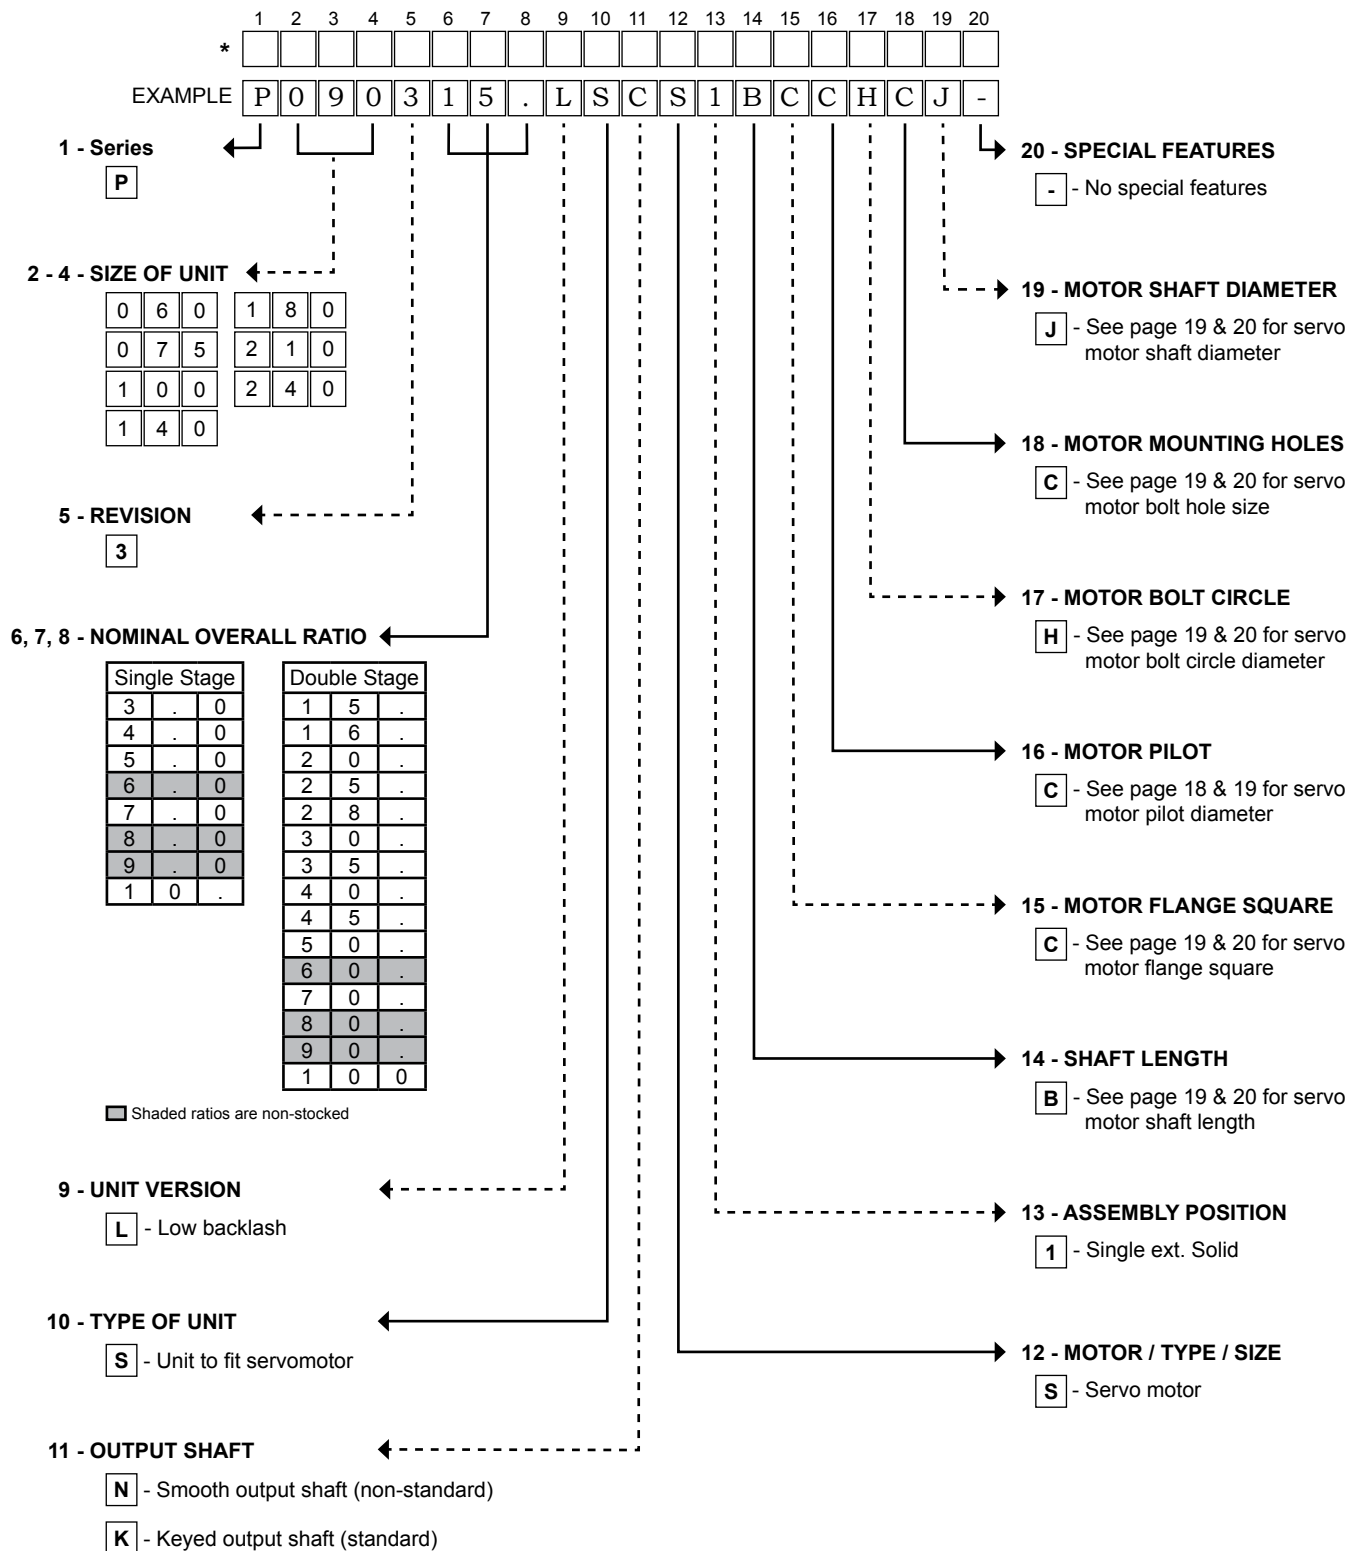 1 2 3 4 5 6 7 8 9 10 11 12 13 14 15 16 17 18 19 20
*
EXAMPLE P 0 9 0 3 1 5 . L S C S 1 B C C H C J -
1 - Series
P
2 - 4 - SIZE OF UNIT
0 6 0 1 8 0
0 7 5 2 1 0
1 0 0 2 4 0
1 4 0
5 - REVISION
3
6, 7, 8 - NOMINAL OVERALL RATIO
Single Stage
3 . 0
4 . 0
5 . 0
6 . 0
7 . 0
8 . 0
9 . 0
1 0 .
Double Stage
1 5 .
1 6 .
2 0 .
2 5 .
2 8 .
3 0 .
3 5 .
4 0 .
4 5 .
5 0 .
6 0 .
7 0 .
8 0 .
9 0 .
1 0 0
Shaded ratios are non-stocked
9 - UNIT VERSION
L - Low backlash
10 - TYPE OF UNIT
S - Unit to fit servomotor
11 - OUTPUT SHAFT
N - Smooth output shaft (non-standard)
K - Keyed output shaft (standard)
20 - SPECIAL FEATURES
- - No special features
19 - MOTOR SHAFT DIAMETER
J - See page 19 & 20 for servo
motor shaft diameter
18 - MOTOR MOUNTING HOLES
C - See page 19 & 20 for servo
motor bolt hole size
17 - MOTOR BOLT CIRCLE
H - See page 19 & 20 for servo
motor bolt circle diameter
16 - MOTOR PILOT
C - See page 18 & 19 for servo
motor pilot diameter
15 - MOTOR FLANGE SQUARE
C - See page 19 & 20 for servo
motor flange square
14 - SHAFT LENGTH
B - See page 19 & 20 for servo
motor shaft length
13 - ASSEMBLY POSITION
1 - Single ext. Solid
12 - MOTOR / TYPE / SIZE
S - Servo motor